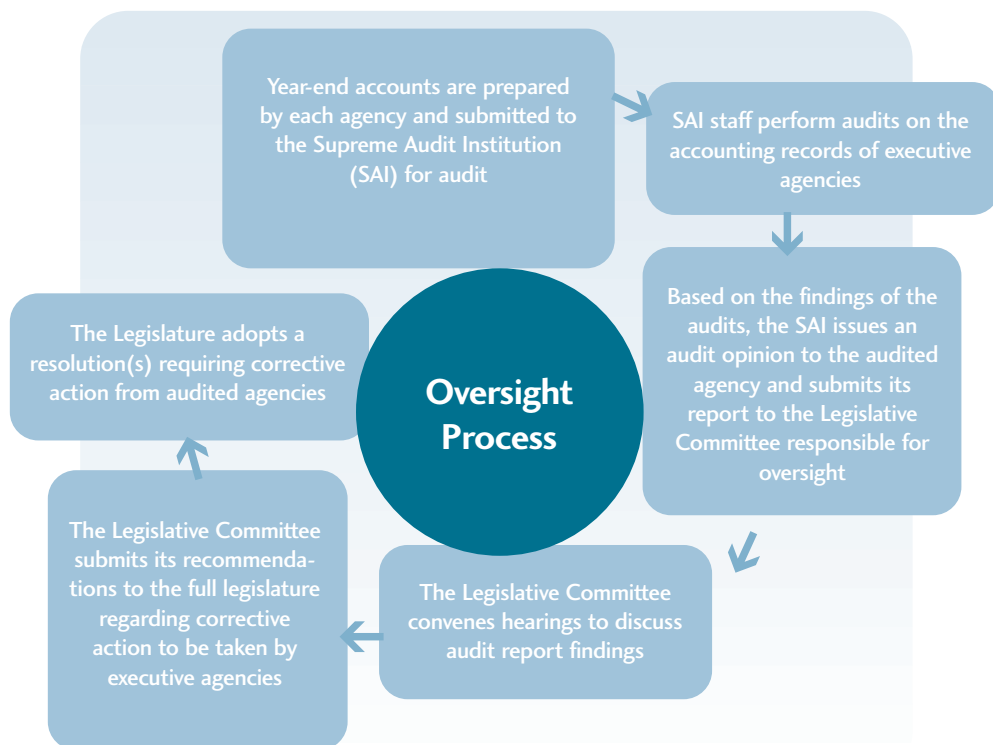 Year-end accounts are prepared
by each agency and submitted to
the Supreme Audit Institution
(SAI) for audit
SAI staff perform audits on the
accounting records of executive
agencies
Based on the findings of the
audits, the SAI issues an
audit opinion to the audited
agency and submits its
report to the Legislative
Committee responsible for
oversight
The Legislative Committee
convenes hearings to discuss
audit report findings
The Legislative Committee
submits its recommenda-
tions to the full legislature
regarding corrective
action to be taken by
executive agencies
The Legislature adopts a
resolution(s) requiring corrective
action from audited agencies
Oversight
Process